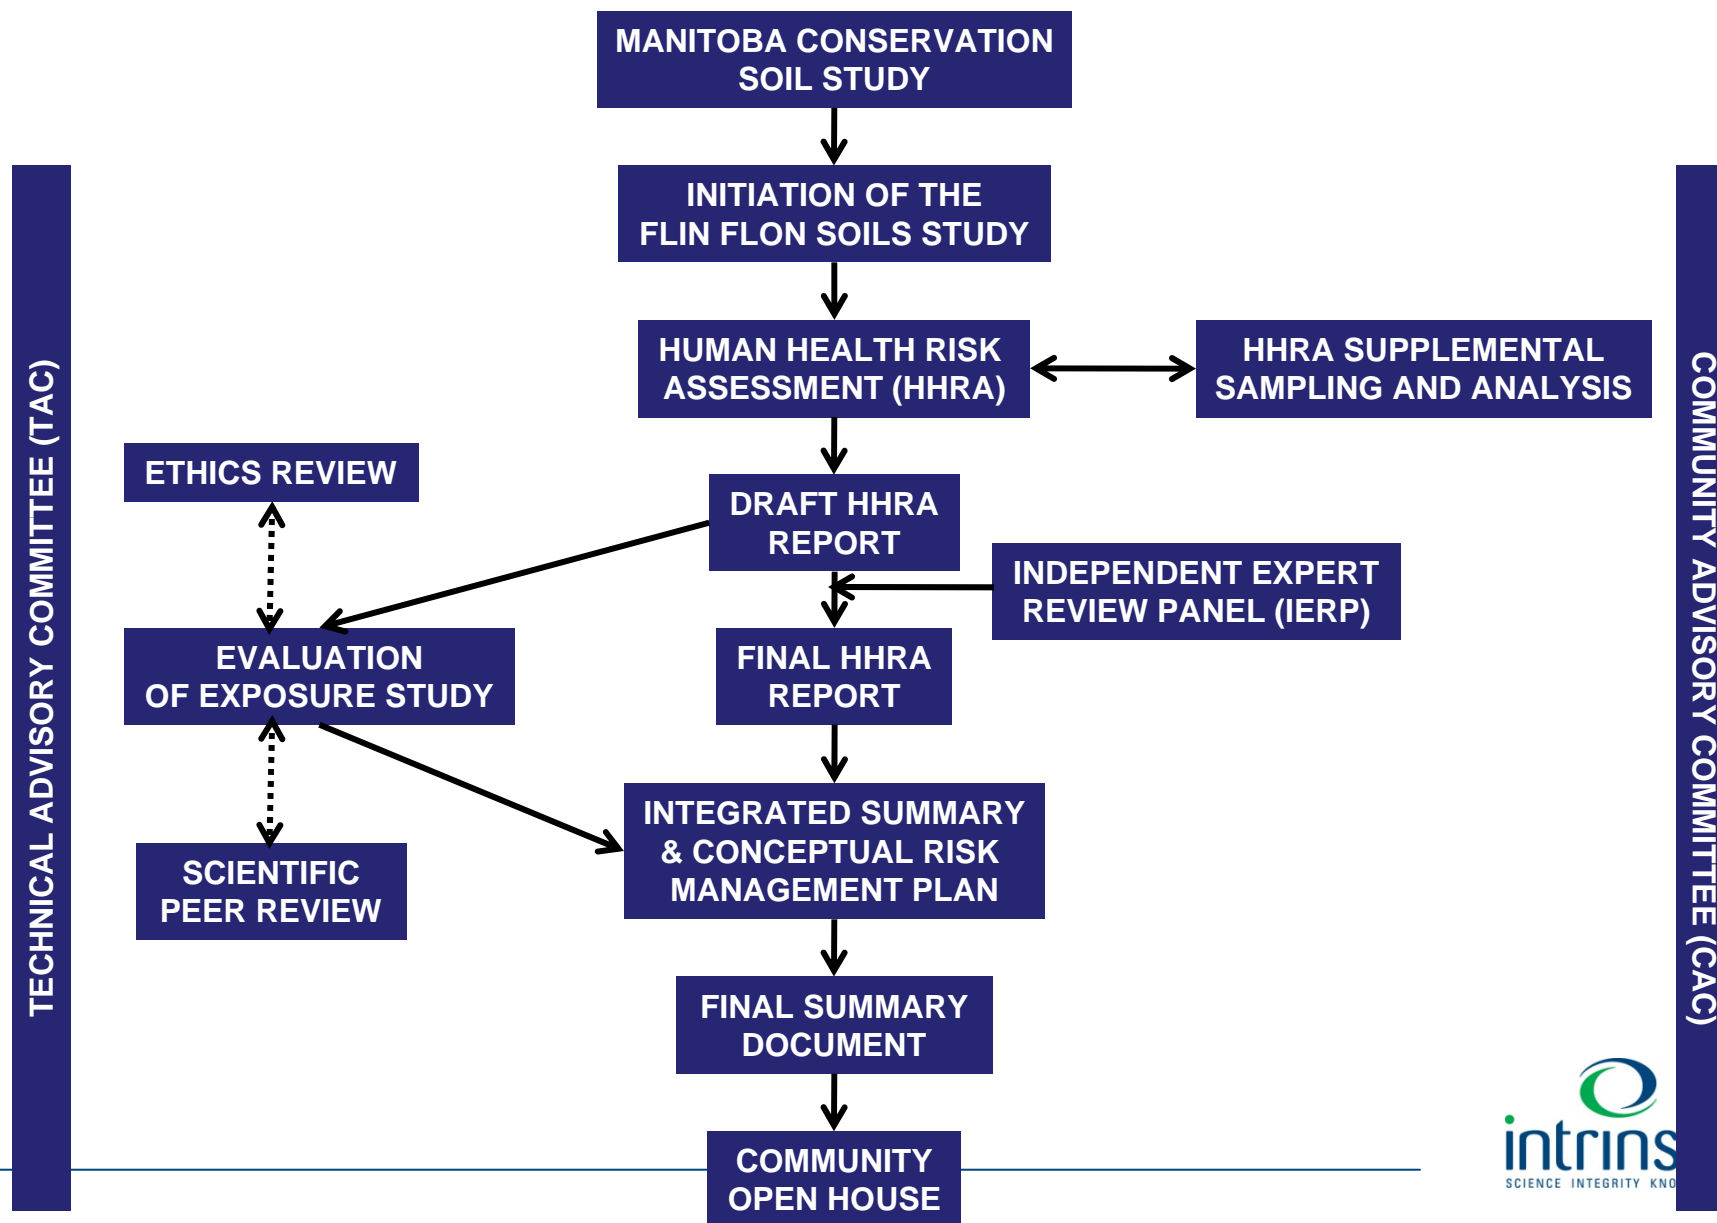 MANITOBA CONSERVATION
SOIL STUDY
INITIATION OF THE
FLIN FLON SOILS STUDY
HUMAN HEALTH RISK
ASSESSMENT (HHRA)
HHRA SUPPLEMENTAL
SAMPLING AND ANALYSIS
TECHNICAL ADVISORY COMMITTEE (TAC)
COMMUNITY ADVISORY COMMITTEE (CAC)
ETHICS REVIEW
DRAFT HHRA
REPORT
INDEPENDENT EXPERT
REVIEW PANEL (IERP)
EVALUATION
OF EXPOSURE STUDY
FINAL HHRA
REPORT
INTEGRATED SUMMARY
& CONCEPTUAL RISK
MANAGEMENT PLAN
SCIENTIFIC
PEER REVIEW
FINAL SUMMARY
DOCUMENT
COMMUNITY
OPEN HOUSE
intrins
SCIENCE INTEGRITY KNO